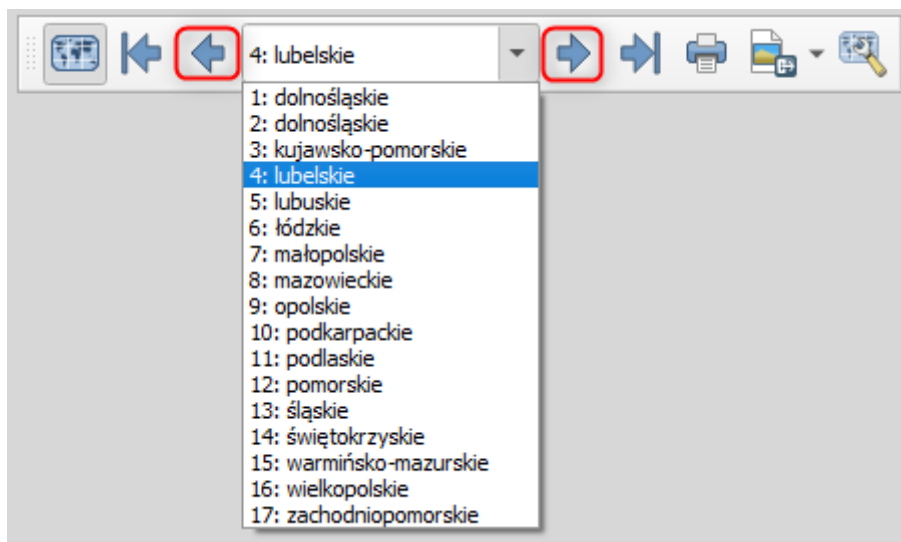 4: lubelskie
1: dolnośląskie
2: dolnośląskie
3: kujawsko-pomorskie
4: lubelskie
5: lubuskie
6: łódzkie
7: małopolskie
8: mazowieckie
9: opolskie
10: podkarpackie
11: podlaskie
12: pomorskie
13: śląskie
14: świętokrzyskie
15: warmińsko-mazurskie
16: wielkopolskie
17: zachodniopomorskie